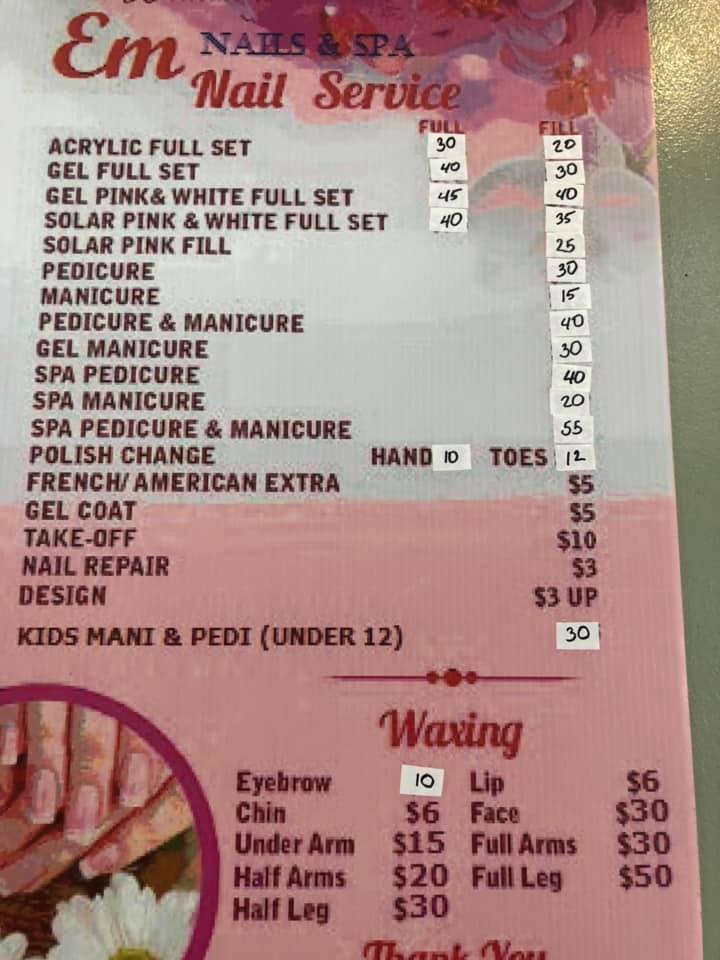 Em NAILS & SPA
Nail Service
FULL FILL
ACRYLIC FULL SET 30 20
GEL FULL SET 40 30
GEL PINK& WHITE FULL SET 45 40
SOLAR PINK & WHITE FULL SET 40 35
SOLAR PINK FILL 25
PEDICURE 30
MANICURE 15
PEDICURE & MANICURE 40
GEL MANICURE 30
SPA PEDICURE 40
SPA MANICURE 20
SPA PEDICURE & MANICURE 55
POLISH CHANGE HAND 10 TOES 12
FRENCH/AMERICAN EXTRA $5
GEL COAT $5
TAKE-OFF $10
NAIL REPAIR $3
DESIGN $3 UP
KIDS MANI & PEDI (UNDER 12) 30
Waxing
Eyebrow 10 Lip $6
Chin $6 Face $30
Under Arm $15 Full Arms $30
Half Arms $20 Full Leg $50
Half Leg $30
Thank You